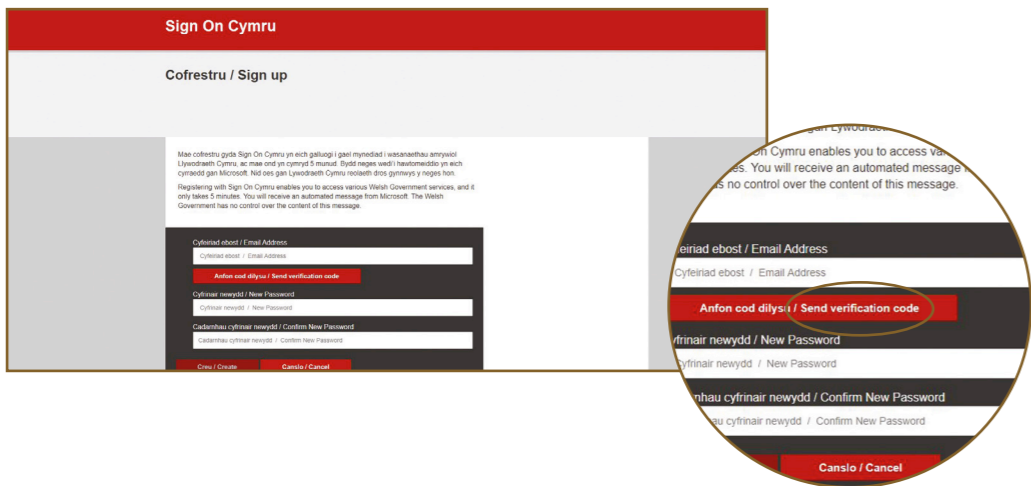 Sign On Cymru
Cofrestru / Sign up
Mae cofrestru gyda Sign On Cymru yn eich galluogi i gael mynediad i wasanaethau amrywiol
Llywodraeth Cymru, ac mae ond yn cymryd 5 munud. Bydd neges wedi'i hawtomeiddio yn eich
cyrraedd gan Microsoft. Nid oes gan Lywodraeth Cymru reolaeth dros gynnwys y neges hon.
Registering with Sign On Cymru enables you to access various Welsh Government services, and it
only takes 5 minutes. You will receive an automated message from Microsoft. The Welsh
Government has no control over the content of this message.
Cyfeiriad ebost / Email Address
Cyfeiriad ebost / Email Address
Anfon cod dilysu / Send verification code
Cyfrinair newydd / New Password
Cyfrinair newydd / New Password
Cadarnhau cyfrinair newydd / Confirm New Password
Cadarnhau cyfrinair newydd / Confirm New Password
Creu / Create
Canslo / Cancel
gan Lywodrae
On Cymru enables you to access va
es. You will receive an automated message
as no control over the content of this message.
eiriad ebost / Email Address
Cyfeiriad ebost / Email Address
Anfon cod dilysu / Send verification code
yfrinair newydd / New Password
Cyfrinair newydd / New Password
nhau cyfrinair newydd / Confirm New Password
au cyfrinair newydd / Confirm New Password
Canslo / Cancel